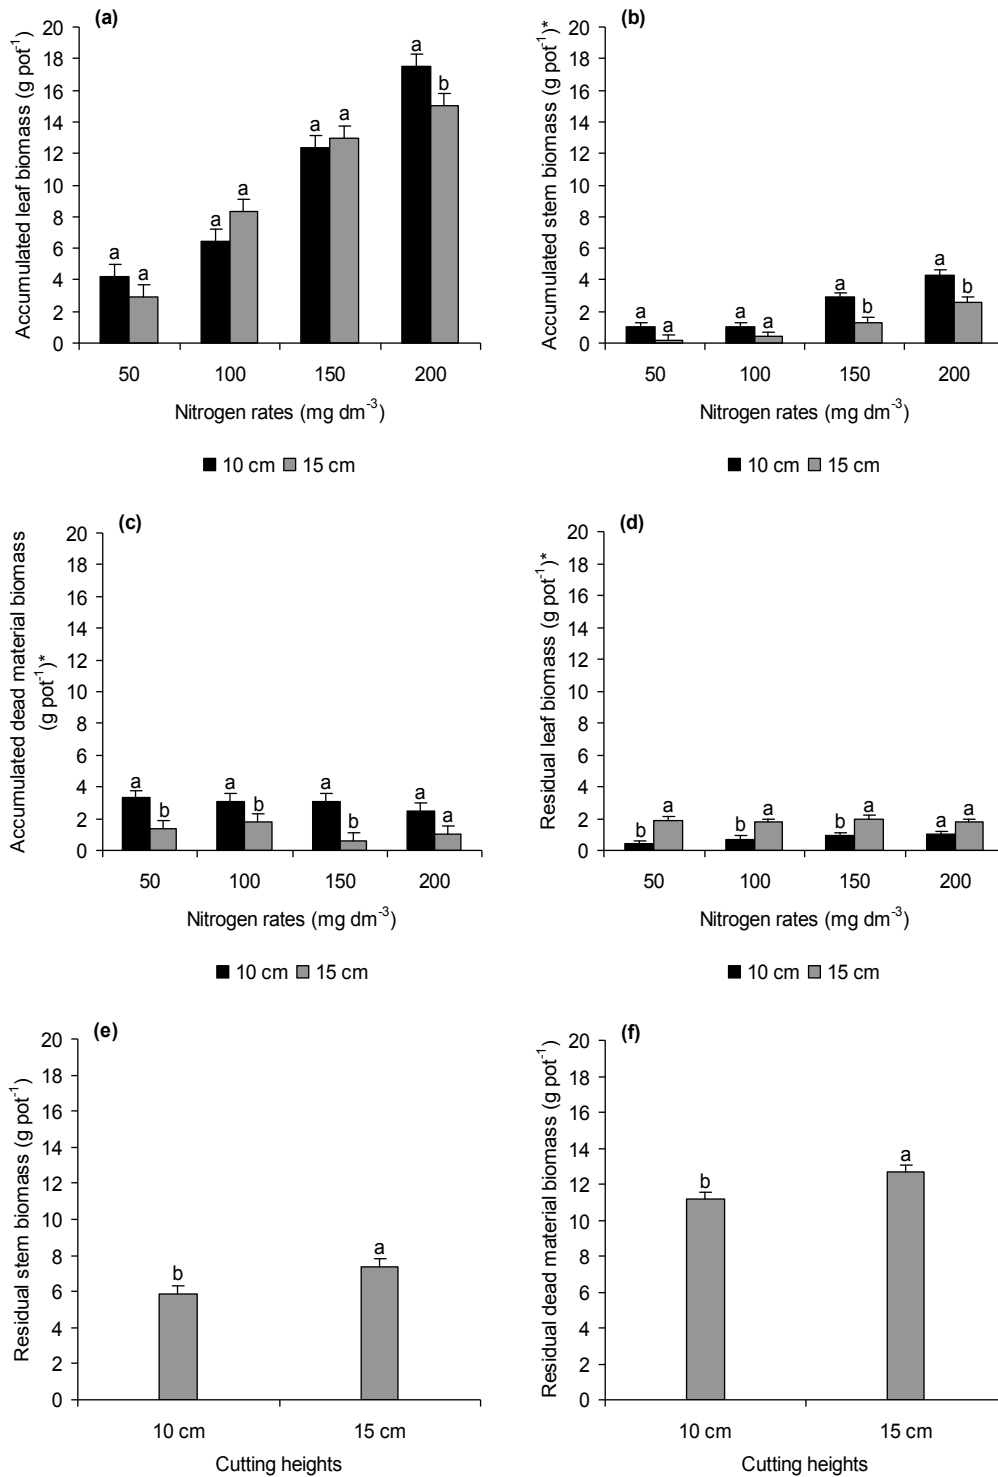 (a)
Accumulated leaf biomass (g pot-1)
20
18
16
14
12
10
8
6
4
2
0
a
a
a
a
a
a
a
b
50 100 150 200
Nitrogen rates (mg dm-3)
10 cm 15 cm
(b)
Accumulated stem biomass (g pot-1)*
20
18
16
14
12
10
8
6
4
2
0
a
a
a
a
a
b
a
b
50 100 150 200
Nitrogen rates (mg dm-3)
10 cm 15 cm
(c)
Accumulated dead material biomass
(g pot-1)*
20
18
16
14
12
10
8
6
4
2
0
a
b
a
b
a
b
a
a
50 100 150 200
Nitrogen rates (mg dm-3)
10 cm 15 cm
(d)
Residual leaf biomass (g pot-1)*
20
18
16
14
12
10
8
6
4
2
0
b
a
b
a
b
a
a
a
50 100 150 200
Nitrogen rates (mg dm-3)
10 cm 15 cm
(e)
Residual stem biomass (g pot-1)
20
18
16
14
12
10
8
6
4
2
0
b
a
10 cm 15 cm
Cutting heights
(f)
Residual dead material biomass (g pot-1)
20
18
16
14
12
10
8
6
4
2
0
b
a
10 cm 15 cm
Cutting heights